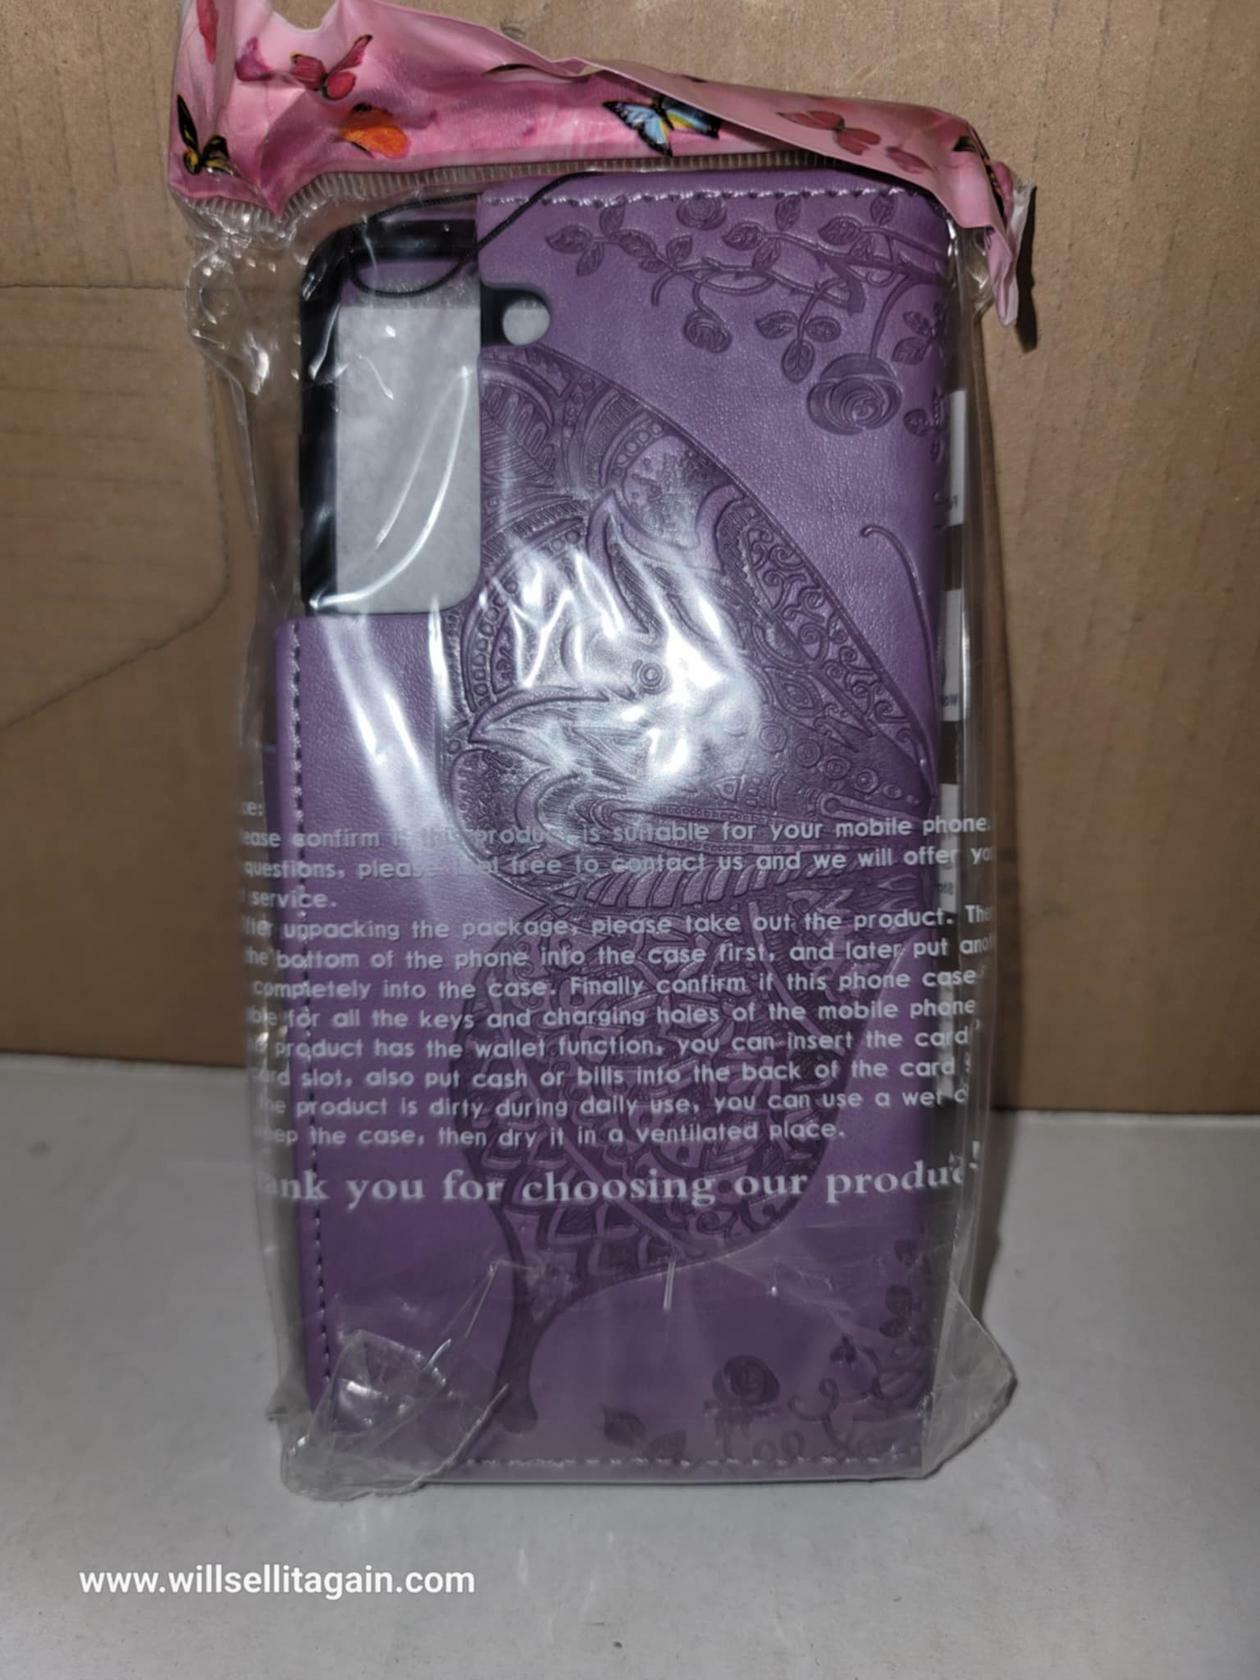 ce:
ease confirm if this product is suitable for your mobile phone.
questions, please feel free to contact us and we will offer yo
service.
fter unpacking the package, please take out the product. The
he bottom of the phone into the case first, and later put ano
completely into the case. Finally confirm if this phone case
ble for all the keys and charging holes of the mobile phone
product has the wallet function, you can insert the card
rd slot, also put cash or bills into the back of the card s
he product is dirty during daily use, you can use a wet c
eep the case, then dry it in a ventilated place.
ank you for choosing our product!
www.willsellitagain.com